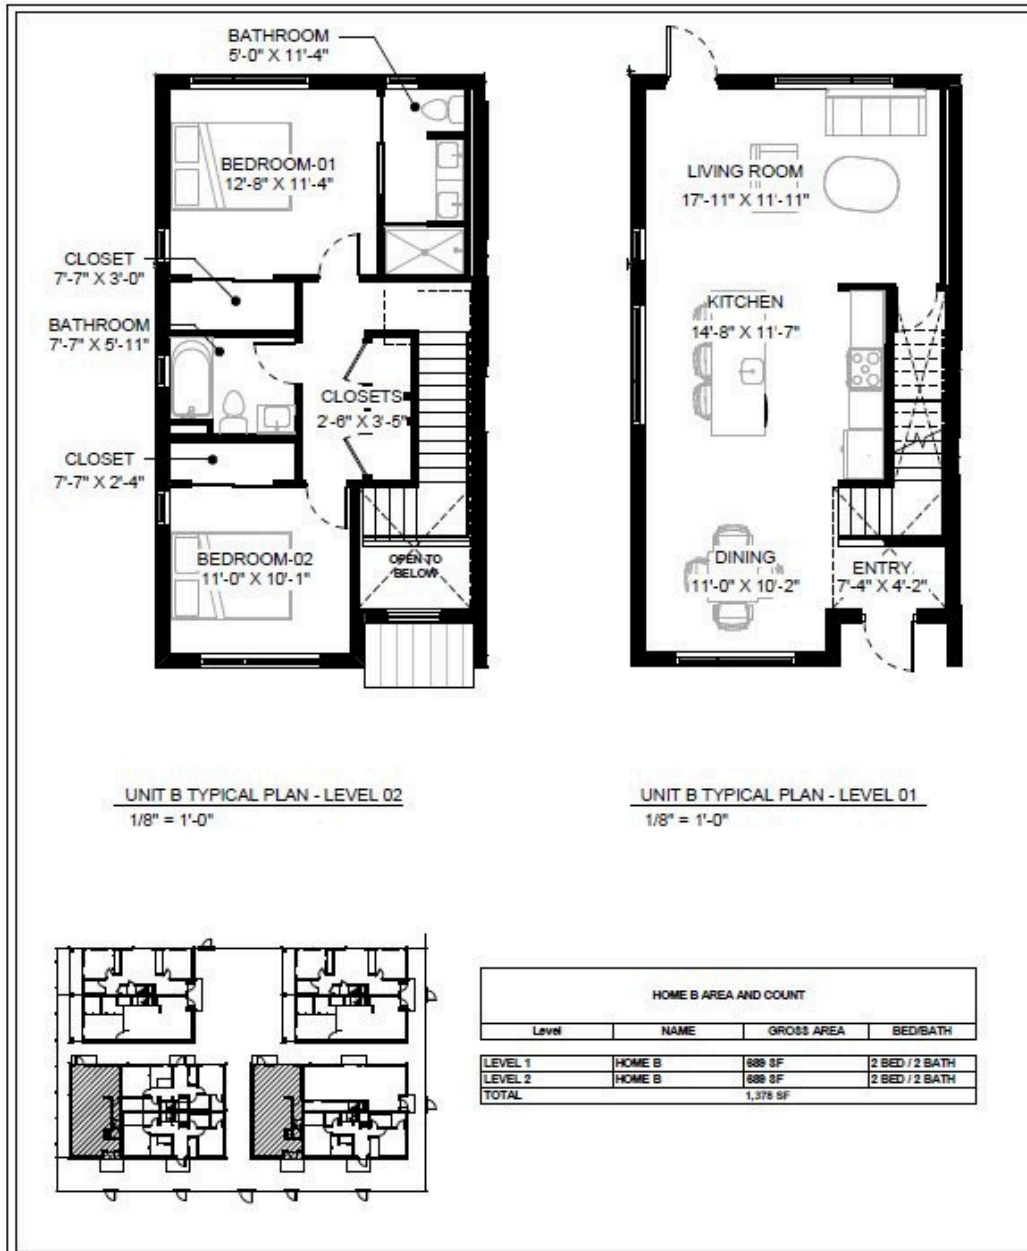 BATHROOM
5'-0" X 11'-4"
BEDROOM-01
12'-8" X 11'-4"
CLOSET
7'-7" X 3'-0"
BATHROOM
7'-7" X 5'-11"
CLOSETS
2'-6" X 3'-5"
CLOSET
7'-7" X 2'-4"
BEDROOM-02
11'-0" X 10'-1"
OPEN TO
BELOW
LIVING ROOM
17'-11" X 11'-11"
KITCHEN
14'-8" X 11'-7"
DINING
11'-0" X 10'-2"
ENTRY
7'-4" X 4'-2"
UNIT B TYPICAL PLAN - LEVEL 02
1/8" = 1'-0"
UNIT B TYPICAL PLAN - LEVEL 01
1/8" = 1'-0"
HOME B AREA AND COUNT
Level NAME GROSS AREA BED/BATH
LEVEL 1 HOME B 689 SF 2 BED / 2 BATH
LEVEL 2 HOME B 689 SF 2 BED / 2 BATH
TOTAL 1,378 SF